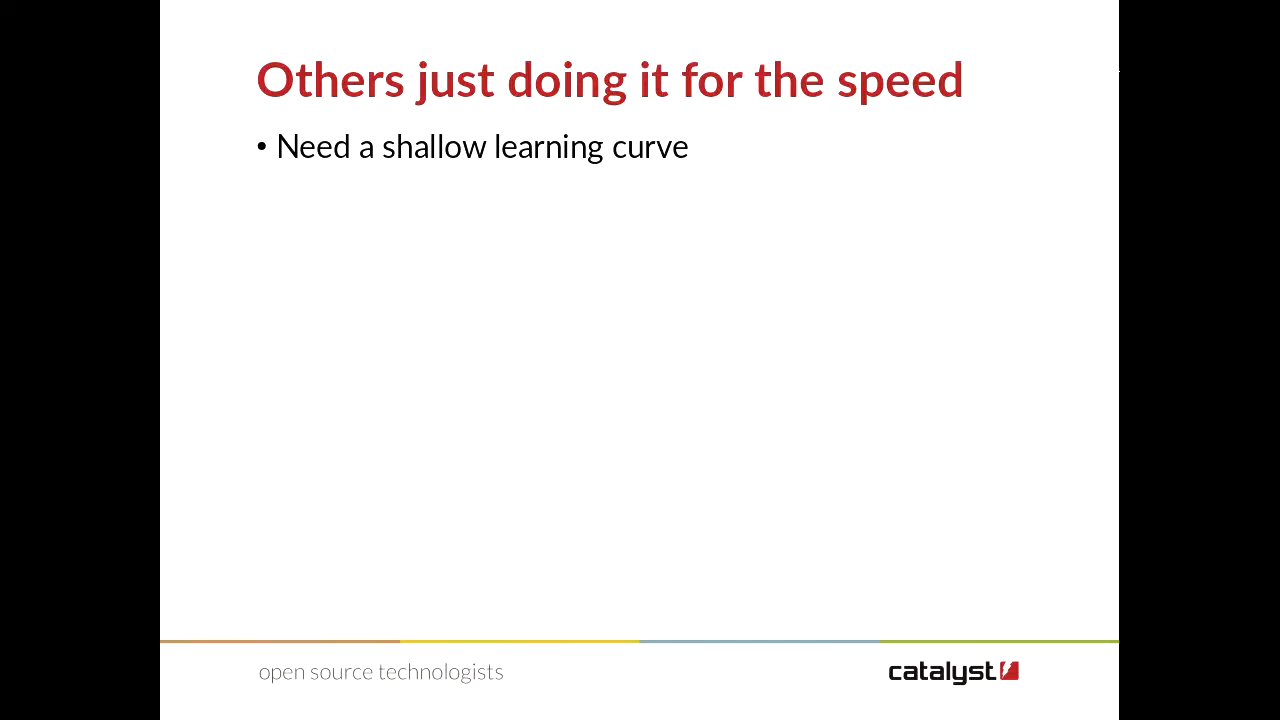 Others just doing it for the speed
• Need a shallow learning curve
open source technologists
catalyst